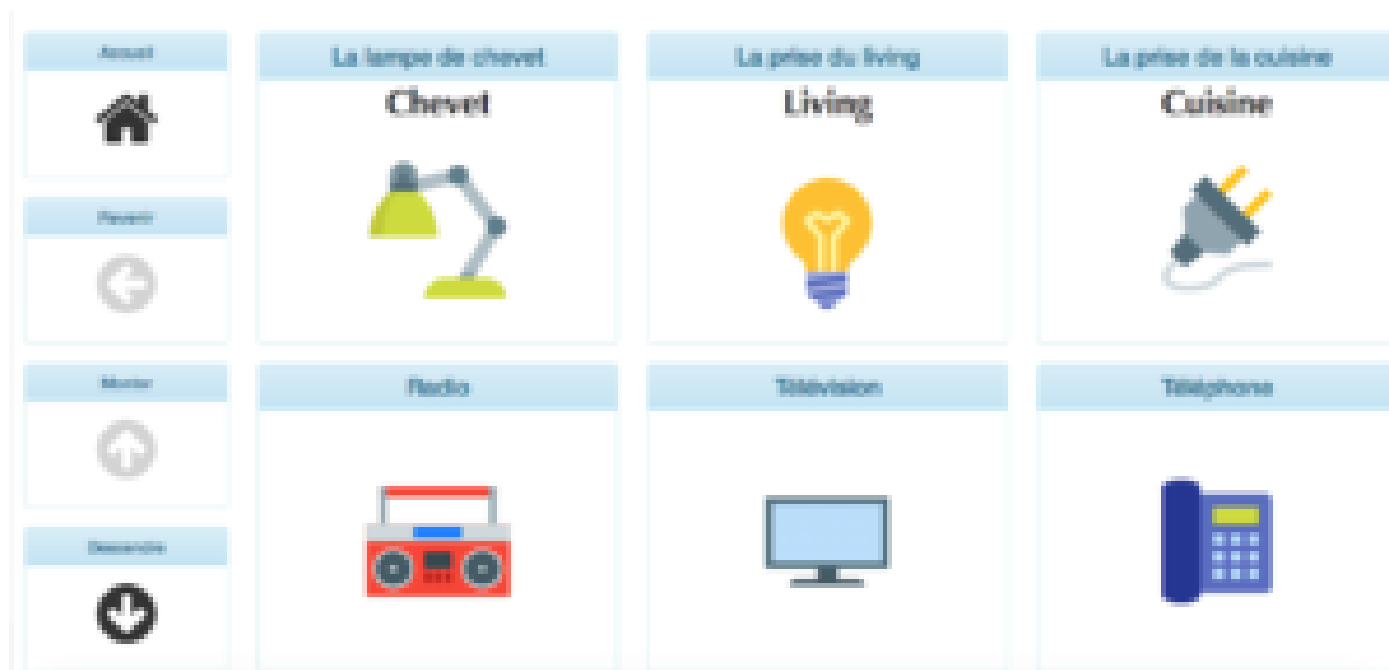 Accueil
La lampe de chevet
La prise du living
La prise de la cuisine
Chevet
Living
Cuisine
Revenir
Monter
Radio
Télévision
Téléphone
Descendre